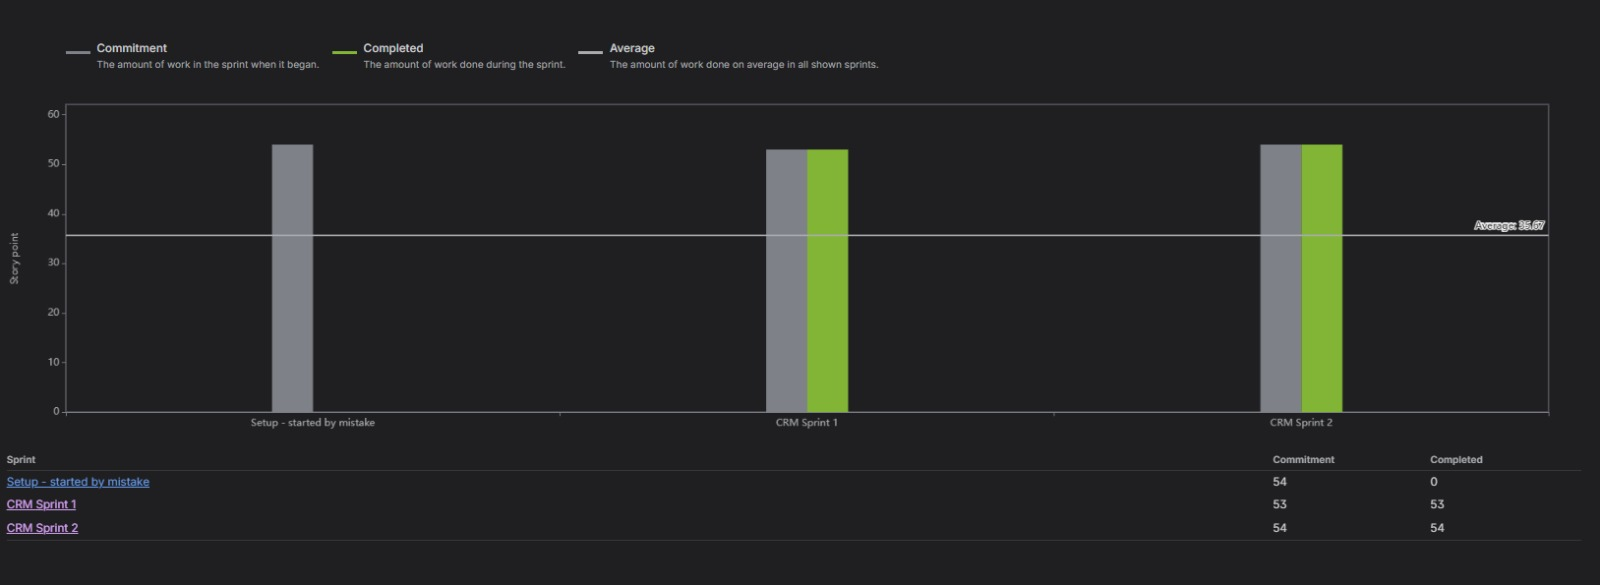 Commitment
The amount of work in the sprint when it began.
Completed
The amount of work done during the sprint.
Average
The amount of work done on average in all shown sprints.
60
50
40
30
20
10
0
Story point
Average: 35.67
Setup - started by mistake
CRM Sprint 1
CRM Sprint 2
Sprint Commitment Completed
Setup - started by mistake 54 0
CRM Sprint 1 53 53
CRM Sprint 2 54 54